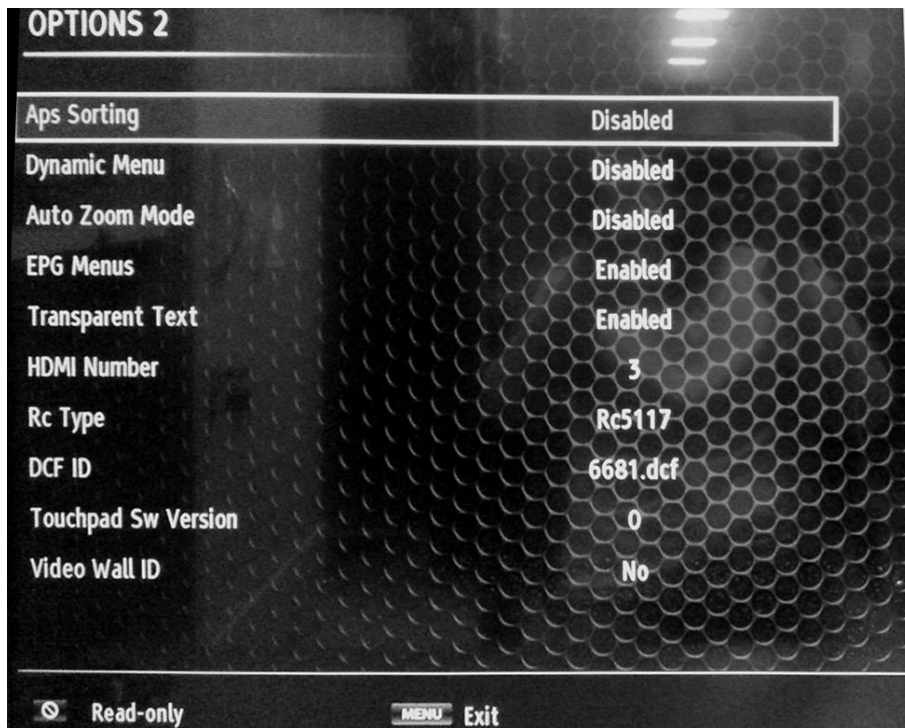 OPTIONS 2
Aps Sorting Disabled
Dynamic Menu Disabled
Auto Zoom Mode Disabled
EPG Menus Enabled
Transparent Text Enabled
HDMI Number 3
Rc Type Rc5117
DCF ID 6681.dcf
Touchpad Sw Version 0
Video Wall ID No
Read-only MENU Exit